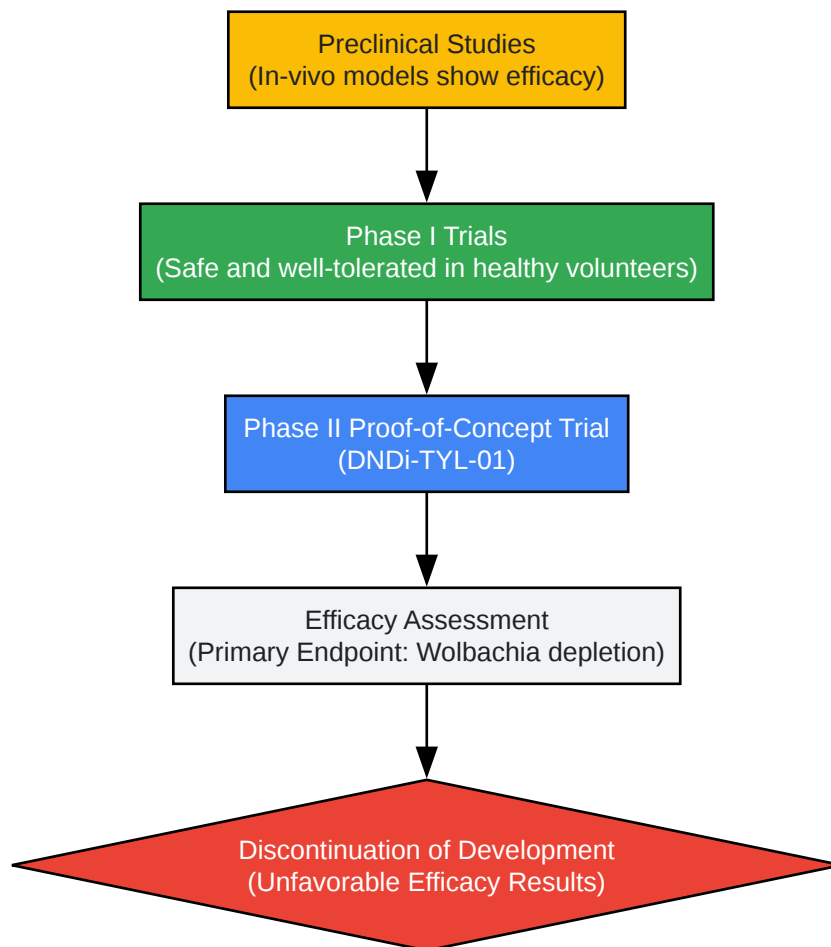 Preclinical Studies
(In-vivo models show efficacy)
Phase I Trials
(Safe and well-tolerated in healthy volunteers)
Phase II Proof-of-Concept Trial
(DNDi-TYL-01)
Efficacy Assessment
(Primary Endpoint: Wolbachia depletion)
Discontinuation of Development
(Unfavorable Efficacy Results)